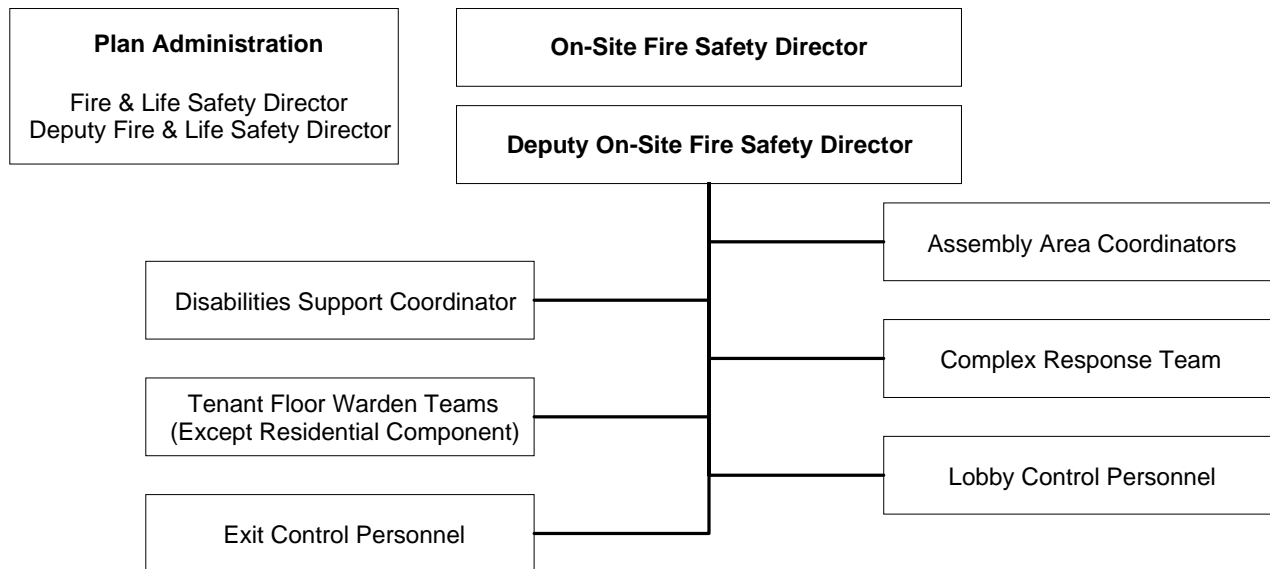 Plan Administration
Fire & Life Safety Director
Deputy Fire & Life Safety Director
On-Site Fire Safety Director
Deputy On-Site Fire Safety Director
Assembly Area Coordinators
Disabilities Support Coordinator
Complex Response Team
Tenant Floor Warden Teams
(Except Residential Component)
Lobby Control Personnel
Exit Control Personnel